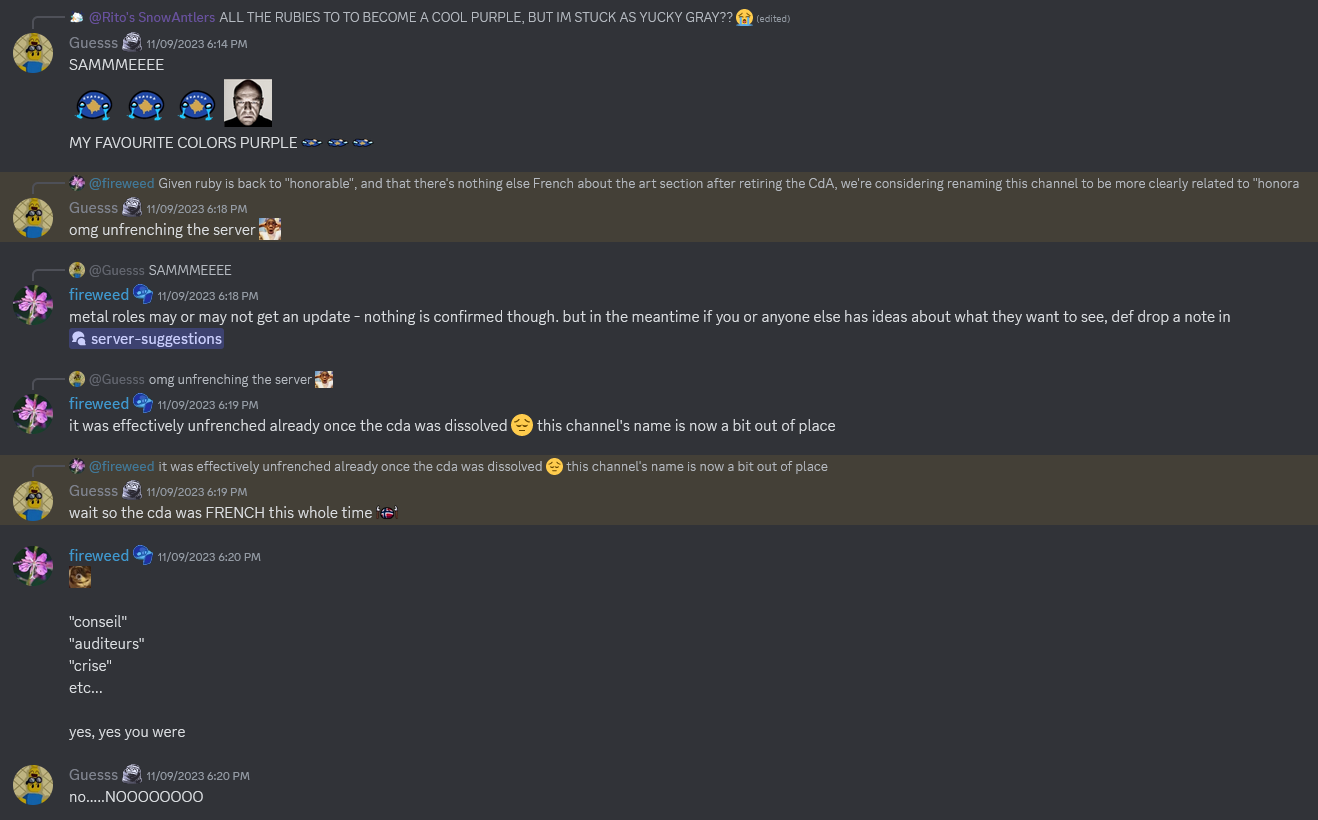 @Rito's SnowAntlers ALL THE RUBIES TO TO BECOME A COOL PURPLE, BUT IM STUCK AS YUCKY GRAY?? 😭 (edited)
Guesss 11/09/2023 6:14 PM
SAMMMEEEE
MY FAVOURITE COLORS PURPLE
@fireweed Given ruby is back to "honorable", and that there's nothing else French about the art section after retiring the CdA, we're considering renaming this channel to be more clearly related to "honora
Guesss 11/09/2023 6:18 PM
omg unfrenching the server
@Guesss SAMMMEEEE
fireweed 11/09/2023 6:18 PM
metal roles may or may not get an update - nothing is confirmed though. but in the meantime if you or anyone else has ideas about what they want to see, def drop a note in
server-suggestions
@Guesss omg unfrenching the server
fireweed 11/09/2023 6:19 PM
it was effectively unfrenched already once the cda was dissolved 😔 this channel's name is now a bit out of place
@fireweed it was effectively unfrenched already once the cda was dissolved 😔 this channel's name is now a bit out of place
Guesss 11/09/2023 6:19 PM
wait so the cda was FRENCH this whole time
fireweed 11/09/2023 6:20 PM
"conseil"
"auditeurs"
"crise"
etc...
yes, yes you were
Guesss 11/09/2023 6:20 PM
no.....NOOOOOOOO